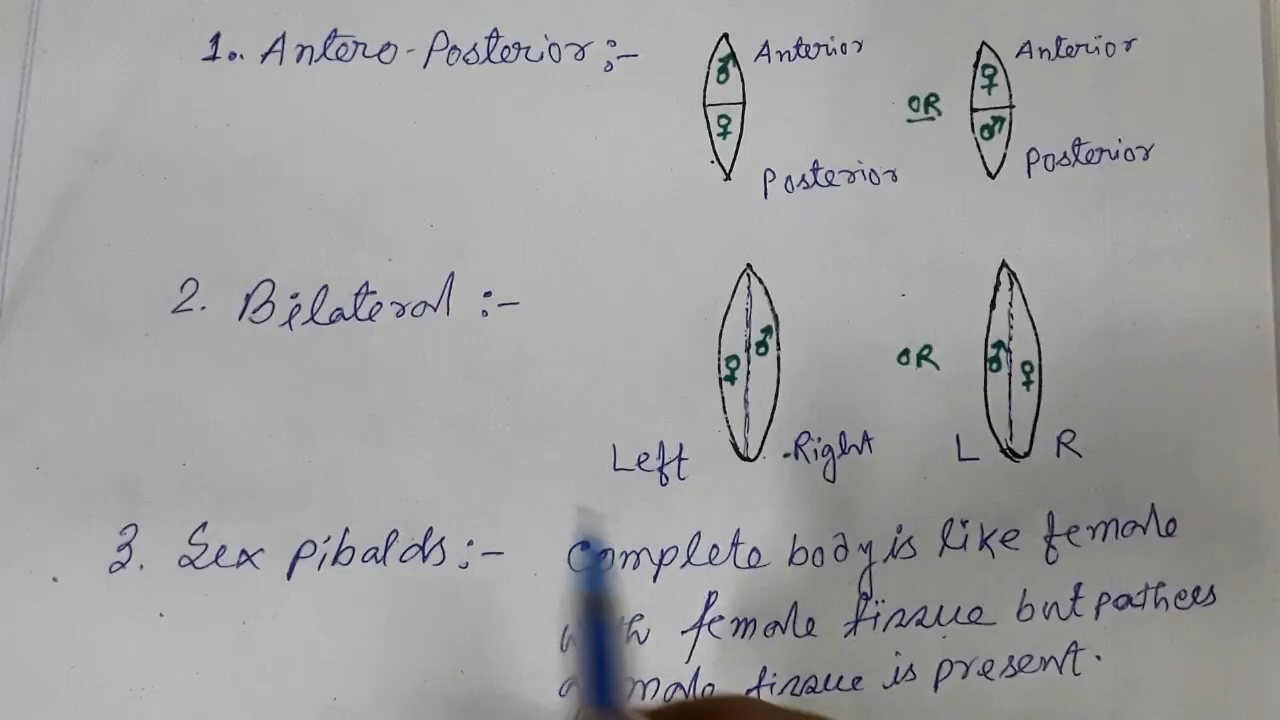 1. Antero-Posterior:-
♂ Anterior
♀
Posterior
OR
♀ Anterior
♂
Posterior
2. Bilateral :-
♀ ♂
Left Right
OR
♂ ♀
L R
3. Sex pibalds:- complete body is like female
female tissue but pathees
male tissue is present.